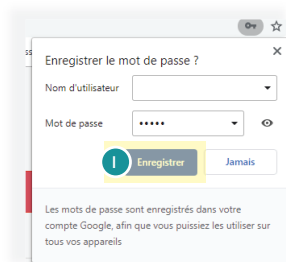 Enregistrer le mot de passe ?
Nom d'utilisateur
Mot de passe •••••
1 Enregistrer Jamais
Les mots de passe sont enregistrés dans votre
compte Google, afin que vous puissiez les utiliser sur
tous vos appareils